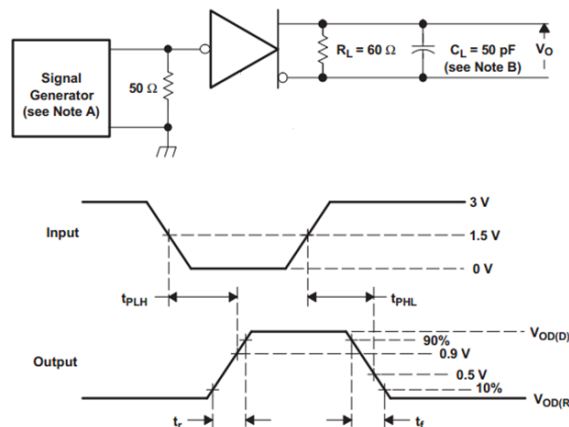 Signal
Generator
(see Note A)
50 Ω
RL = 60 Ω
CL = 50 pF
(see Note B)
VO
Input
3 V
1.5 V
0 V
tPLH
tPHL
Output
VOD(D)
90%
0.9 V
0.5 V
10%
VOD(R
tr
tf